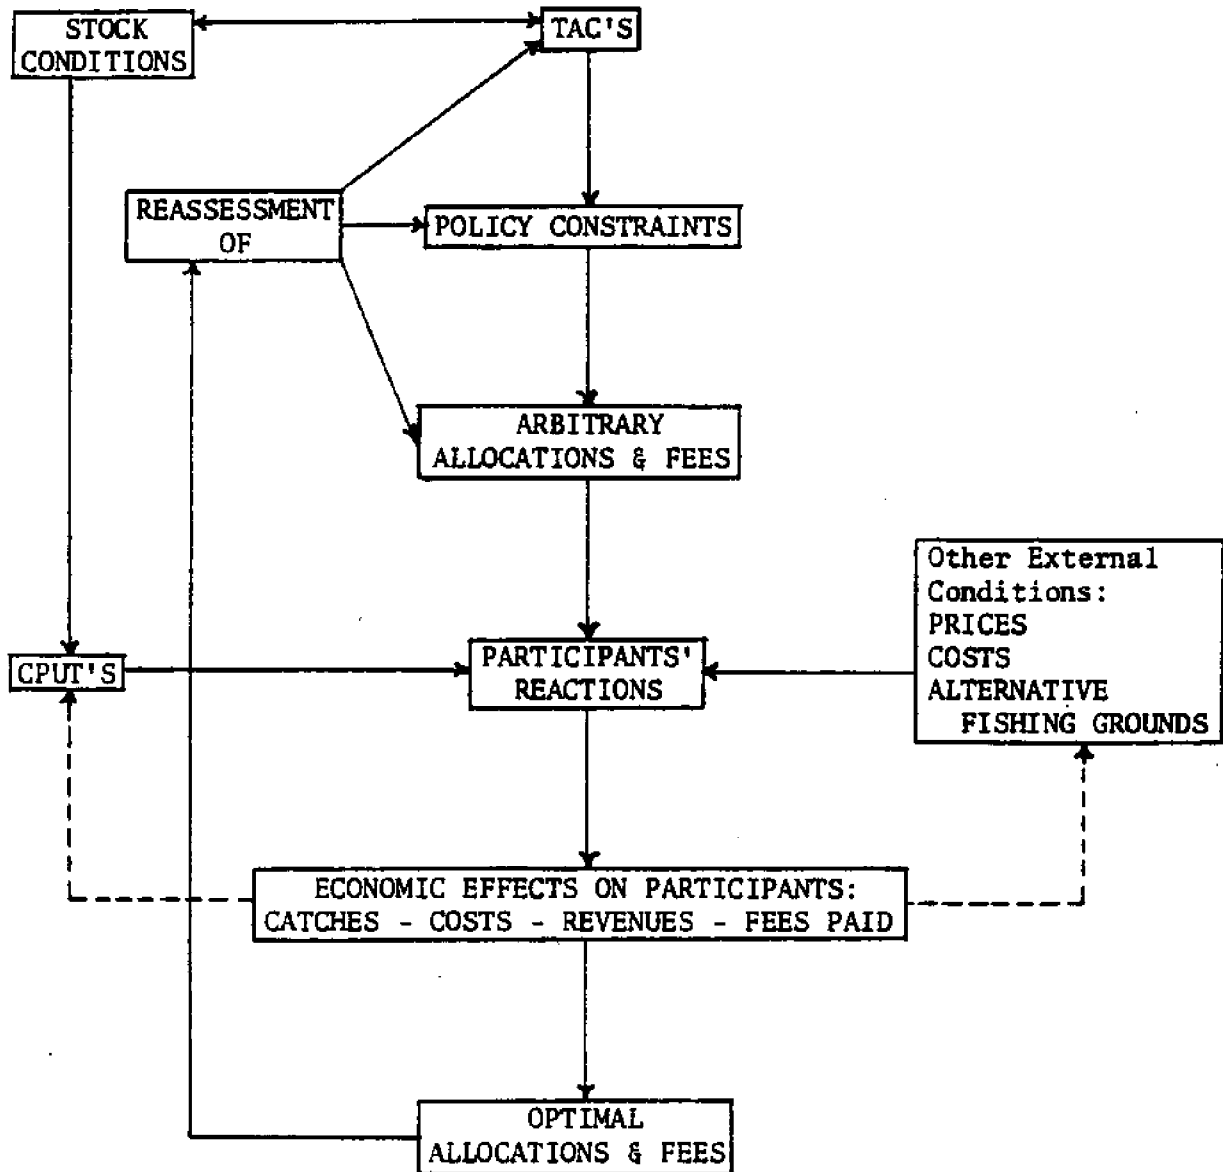 STOCK
CONDITIONS
TAC'S
REASSESSMENT
OF
POLICY CONSTRAINTS
ARBITRARY
ALLOCATIONS & FEES
Other External
Conditions:
PRICES
COSTS
ALTERNATIVE
FISHING GROUNDS
CPUT'S
PARTICIPANTS'
REACTIONS
ECONOMIC EFFECTS ON PARTICIPANTS:
CATCHES - COSTS - REVENUES - FEES PAID
OPTIMAL
ALLOCATIONS & FEES